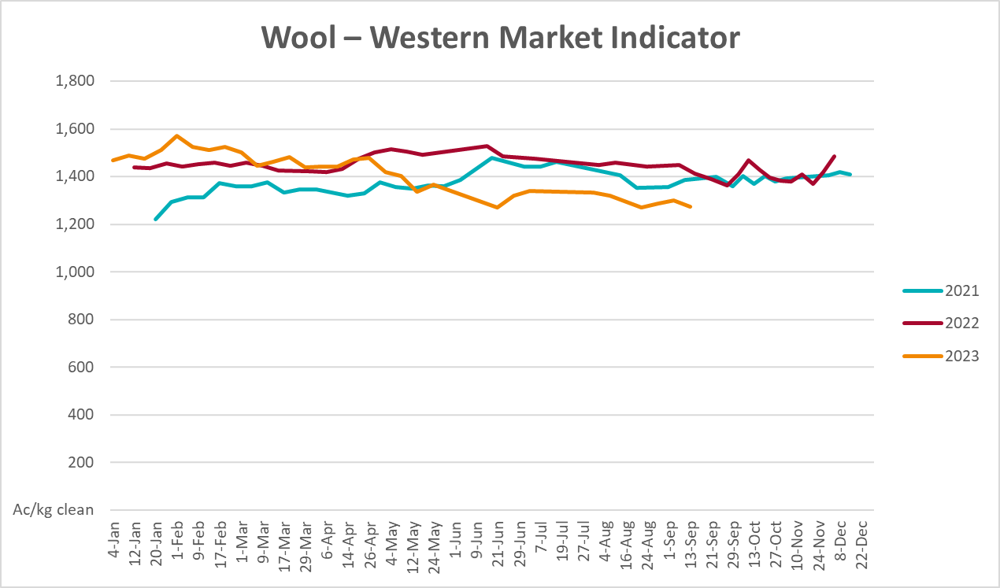 Wool – Western Market Indicator
1,800
1,600
1,400
1,200
1,000
800
600
400
200
Ac/kg clean
4-Jan
12-Jan
20-Jan
1-Feb
9-Feb
17-Feb
1-Mar
9-Mar
17-Mar
29-Mar
6-Apr
14-Apr
26-Apr
4-May
12-May
24-May
1-Jun
9-Jun
21-Jun
29-Jun
7-Jul
19-Jul
27-Jul
4-Aug
16-Aug
24-Aug
1-Sep
13-Sep
21-Sep
29-Sep
13-Oct
27-Oct
10-Nov
24-Nov
8-Dec
22-Dec
2021
2022
2023